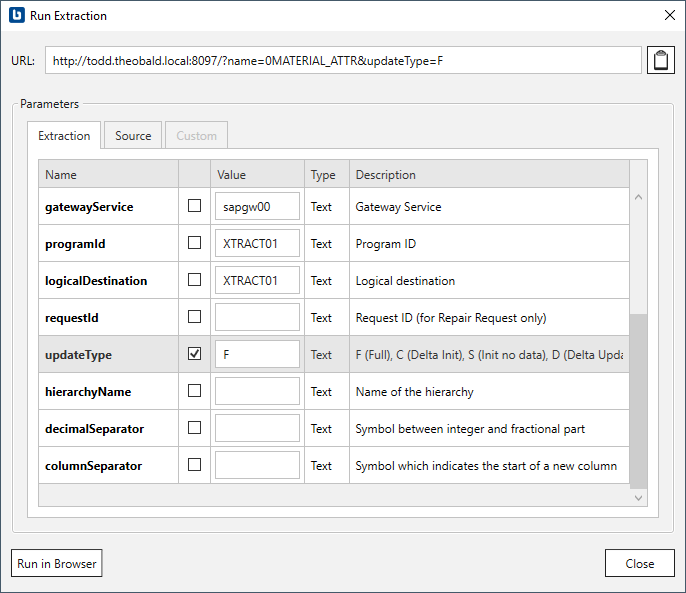 Run Extraction
URL: http://todd.theobald.local:8097/?name=0MATERIAL_ATTR&updateType=F
Parameters
Extraction Source Custom
Name Value Type Description
gatewayService sapgw00 Text Gateway Service
programId XTRACT01 Text Program ID
logicalDestination XTRACT01 Text Logical destination
requestId Text Request ID (for Repair Request only)
updateType F Text F (Full), C (Delta Init), S (Init no data), D (Delta Upda
hierarchyName Text Name of the hierarchy
decimalSeparator Text Symbol between integer and fractional part
columnSeparator Text Symbol which indicates the start of a new column
Run in Browser Close